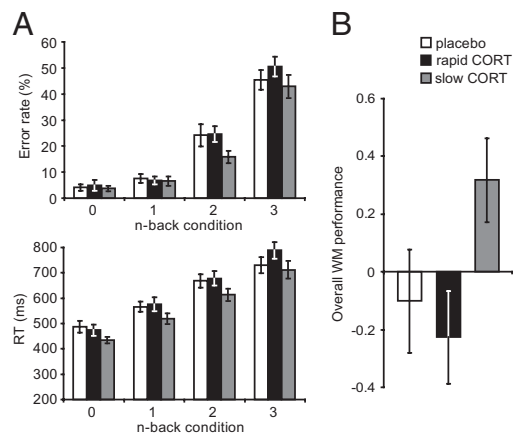 A
B
placebo
rapid CORT
slow CORT
Error rate (%)
60
50
40
30
20
10
0
0 1 2 3
n-back condition
RT (ms)
800
700
600
500
400
300
200
0 1 2 3
n-back condition
Overall WM performance
0.6
0.4
0.2
0
-0.2
-0.4